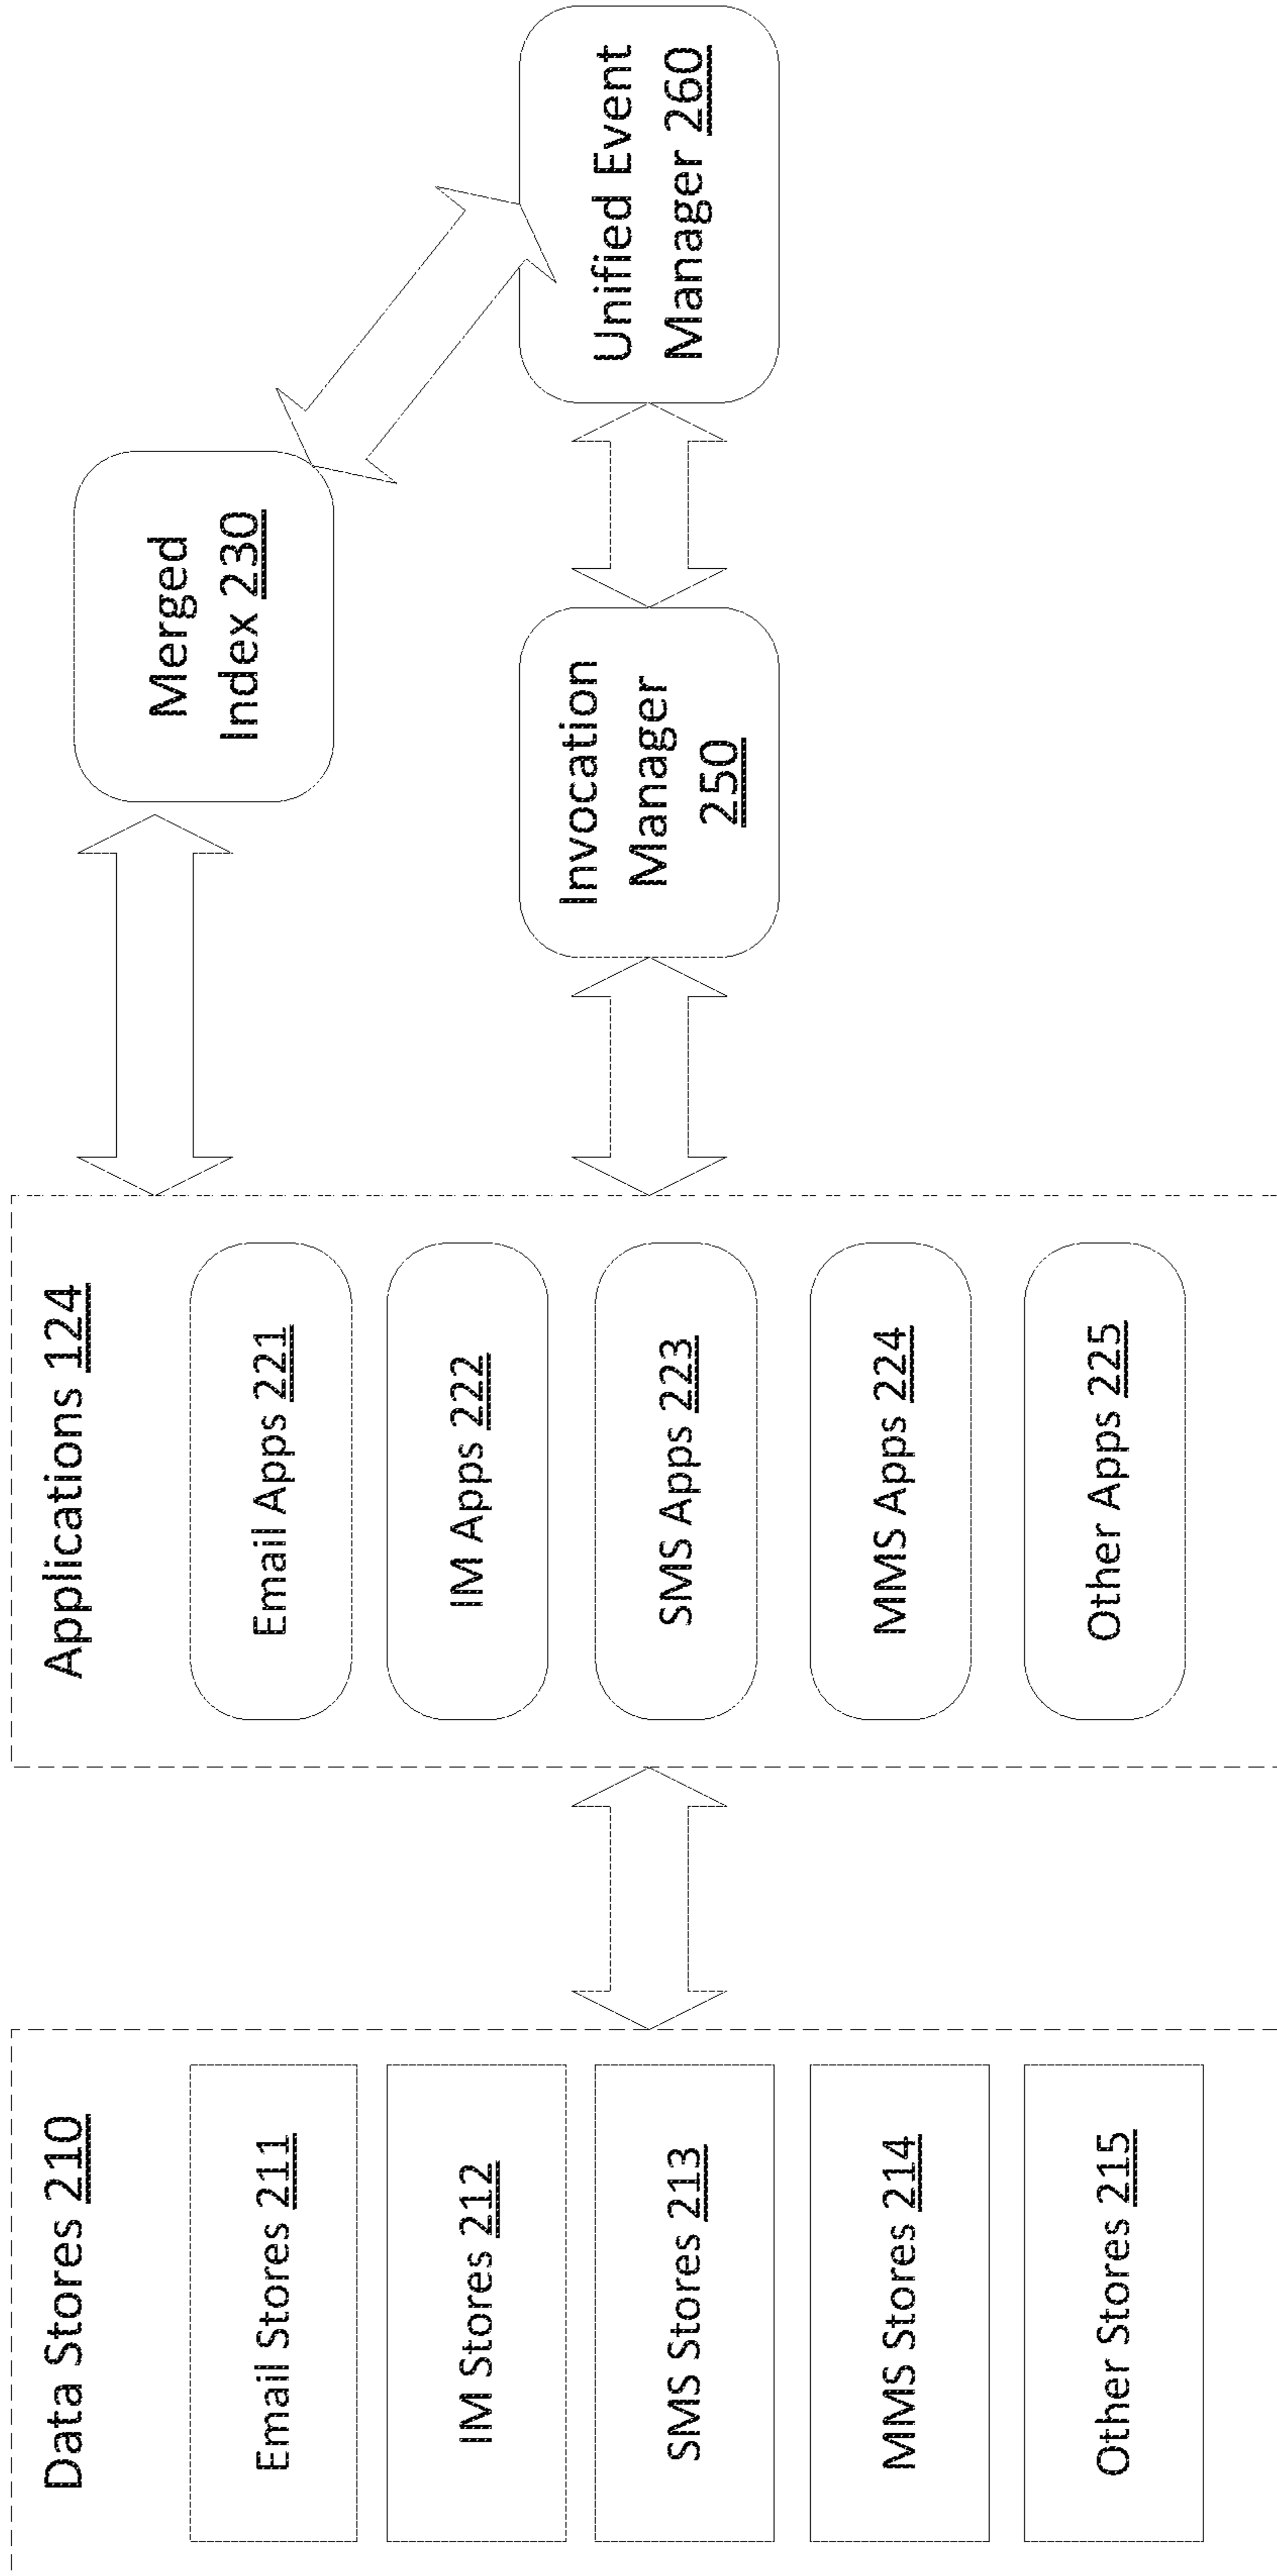 Data Stores 210
Email Stores 211
IM Stores 212
SMS Stores 213
MMS Stores 214
Other Stores 215
Applications 124
Email Apps 221
IM Apps 222
SMS Apps 223
MMS Apps 224
Other Apps 225
Merged
Index 230
Invocation
Manager
250
Unified Event
Manager 260